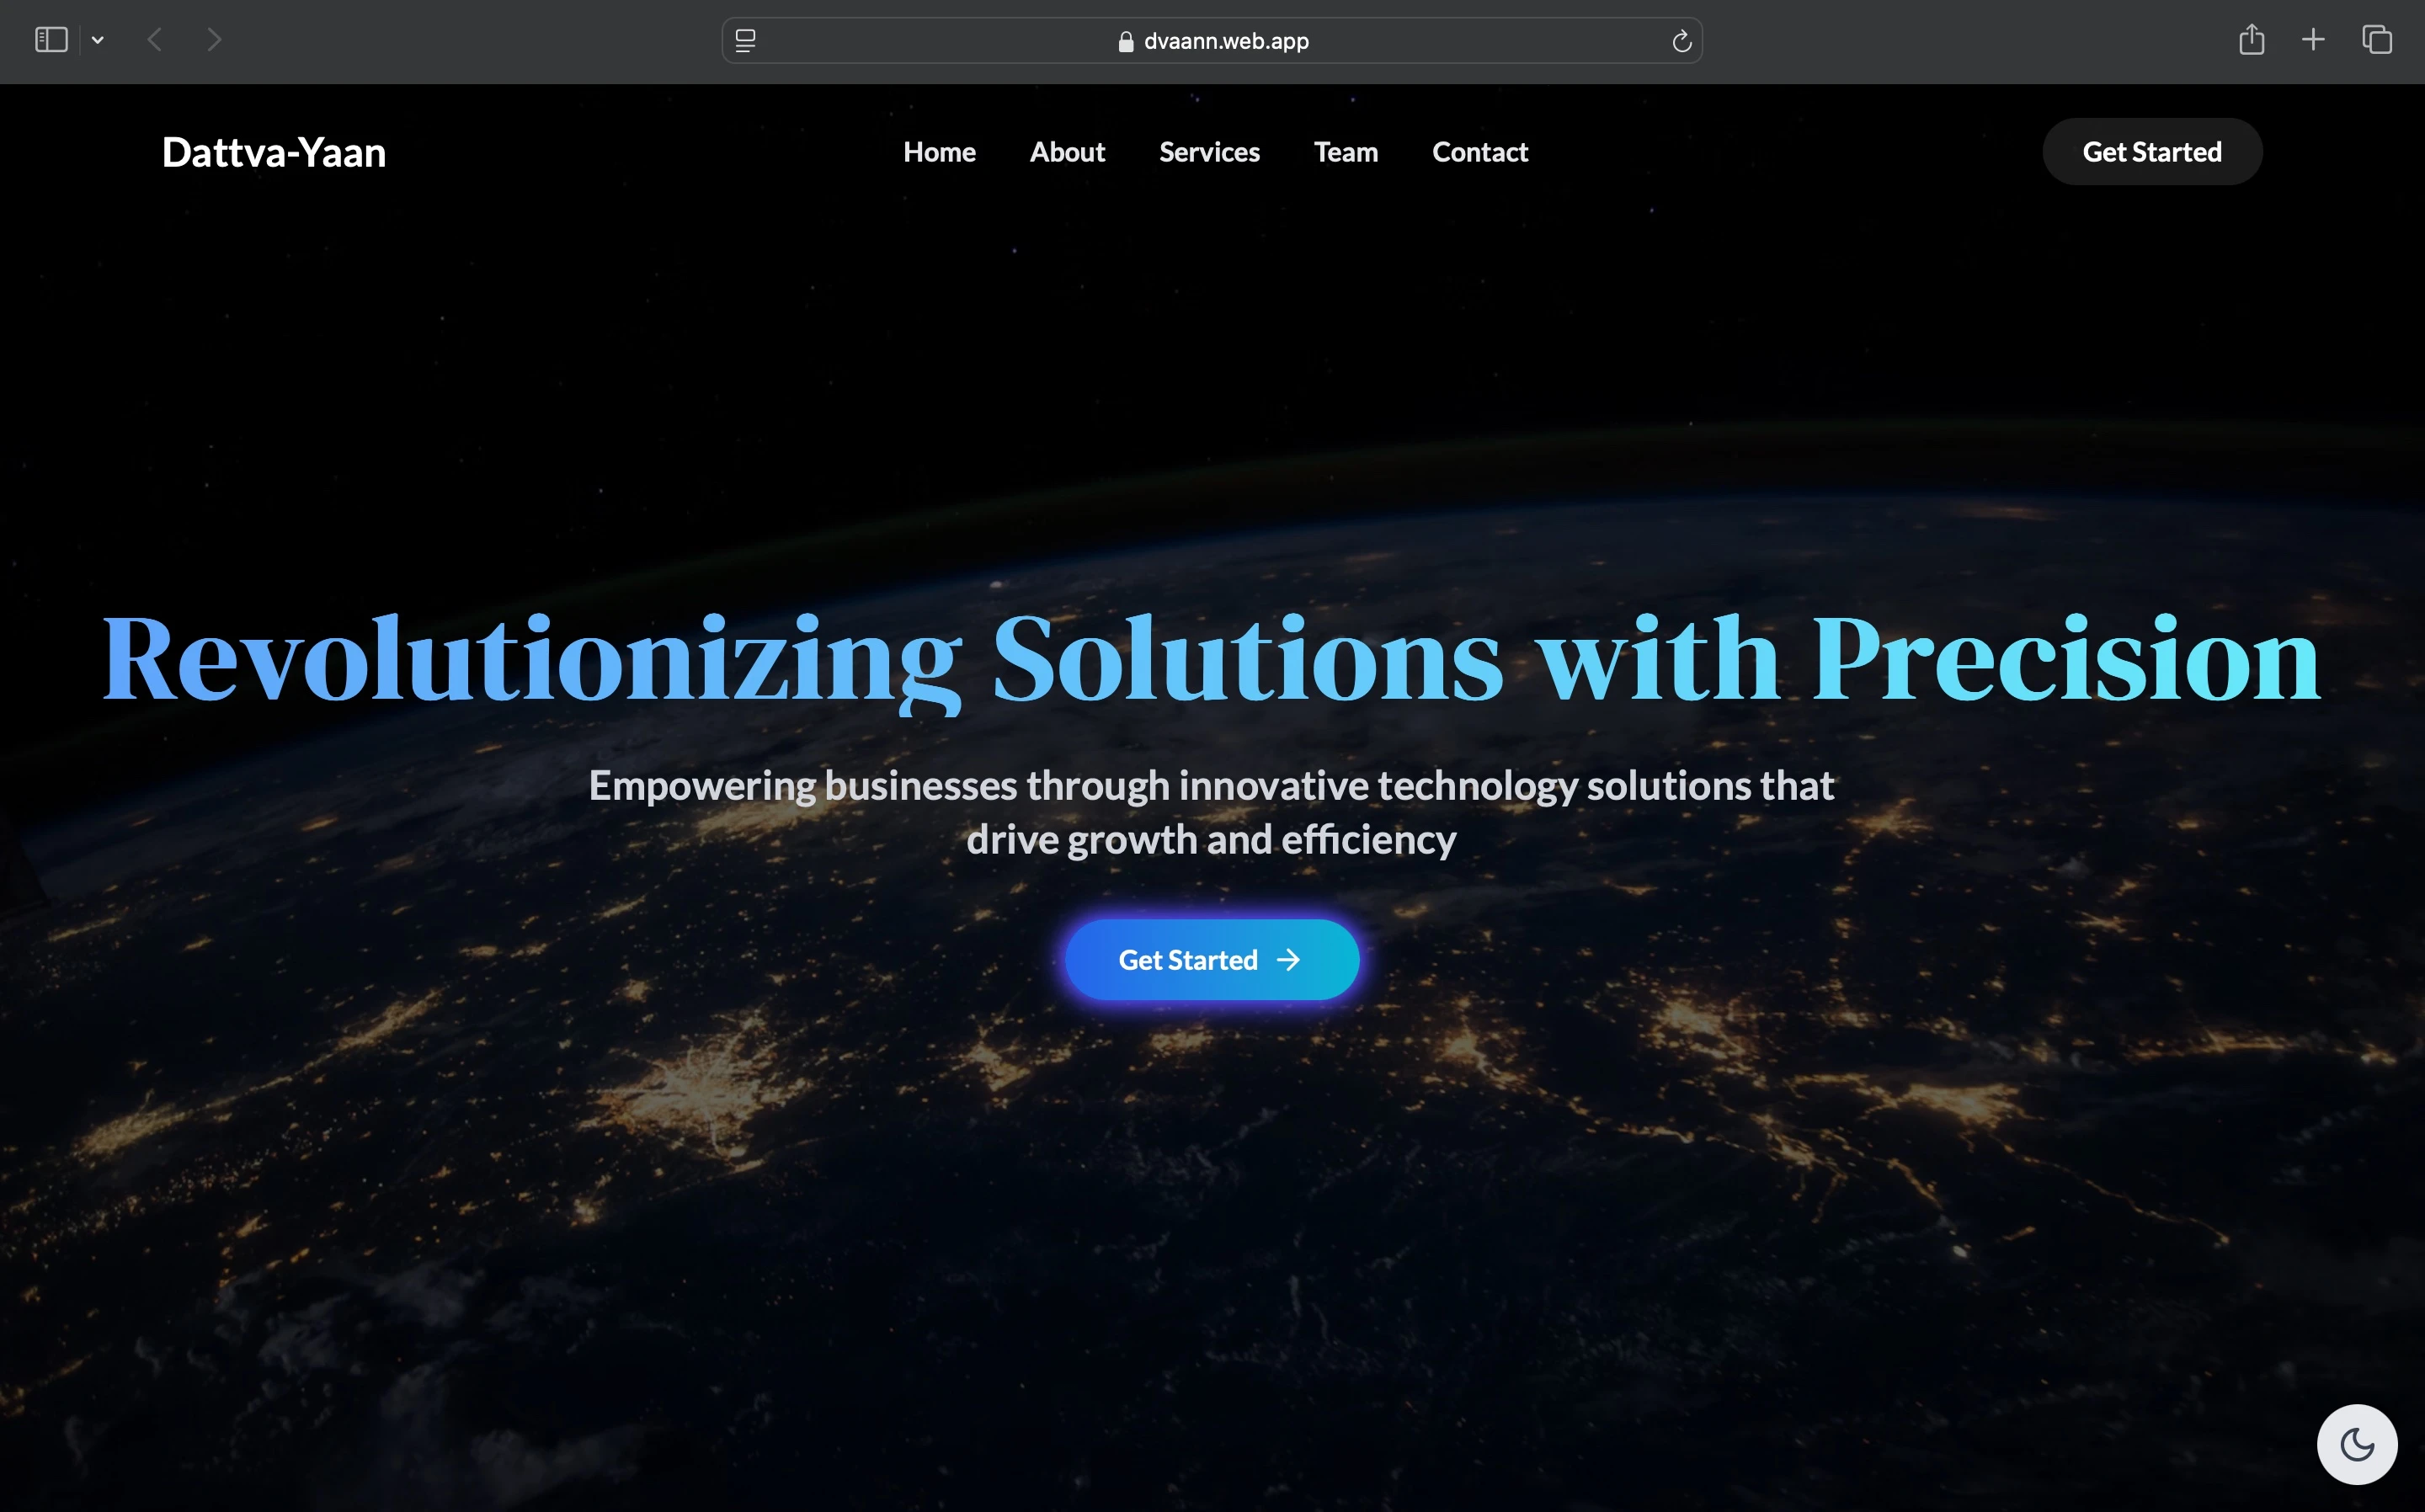 dvaann.web.app
Dattva-Yaan
Home About Services Team Contact
Get Started
Revolutionizing Solutions with Precision
Empowering businesses through innovative technology solutions that
drive growth and efficiency
Get Started